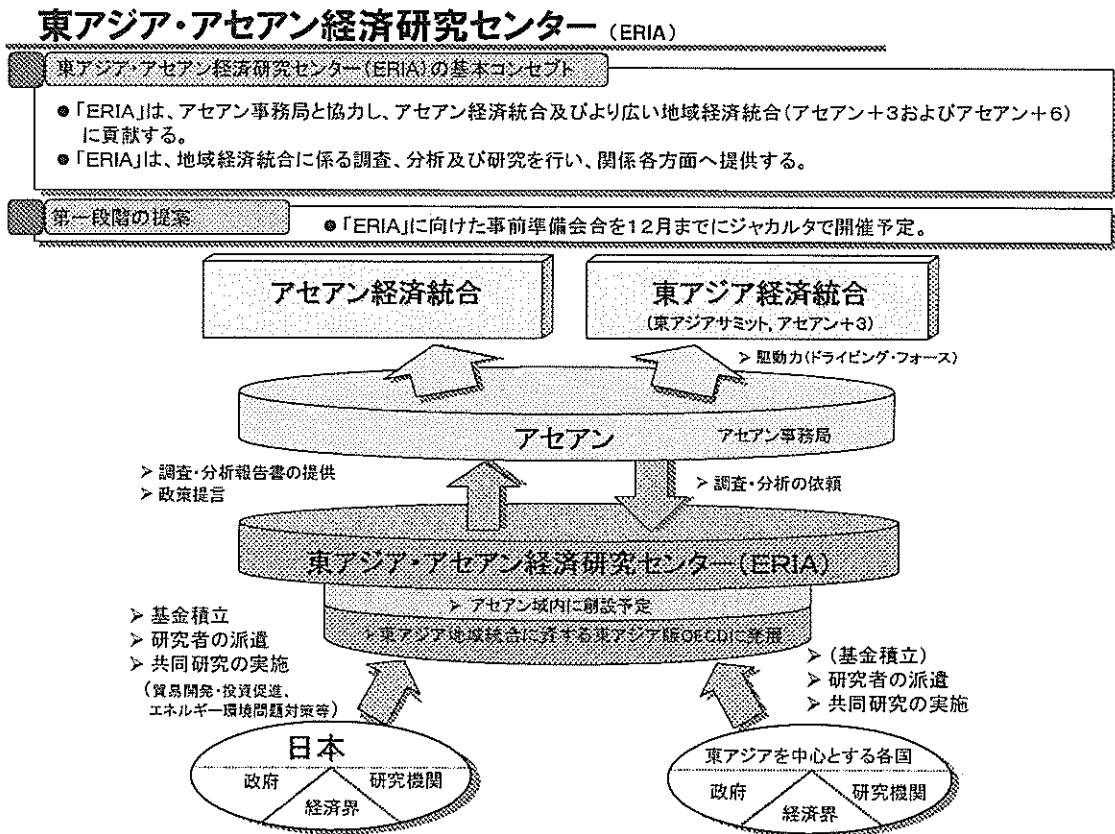 東アジア・アセアン経済研究センター (ERIA)
東アジア・アセアン経済研究センター(ERIA)の基本コンセプト
●「ERIA」は、アセアン事務局と協力し、アセアン経済統合及びより広い地域経済統合(アセアン+3およびアセアン+6)
に貢献する。
●「ERIA」は、地域経済統合に係る調査、分析及び研究を行い、関係各方面へ提供する。
第一段階の提案
●「ERIA」に向けた事前準備会合を12月までにジャカルタで開催予定。
アセアン経済統合
東アジア経済統合
(東アジアサミット, アセアン+3)
➢ 駆動力(ドライビング・フォース)
アセアン
アセアン事務局
➢ 調査・分析報告書の提供
➢ 政策提言
➢ 調査・分析の依頼
東アジア・アセアン経済研究センター(ERIA)
➢ アセアン域内に創設予定
➢東アジア地域統合に資する東アジア版OECDに発展
➢ 基金積立
➢ 研究者の派遣
➢ 共同研究の実施
(貿易開発・投資促進、
エネルギー環境問題対策等)
➢ (基金積立)
➢ 研究者の派遣
➢ 共同研究の実施
日本
政府
研究機関
経済界
東アジアを中心とする各国
政府
研究機関
経済界